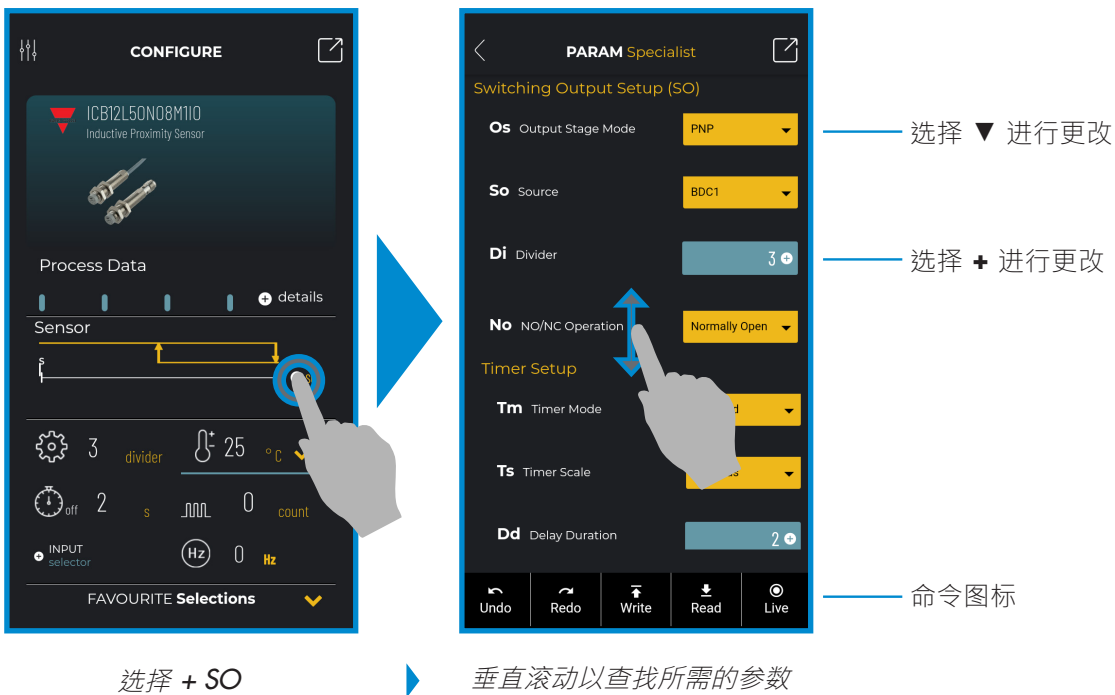 CONFIGURE
ICB12L50N08M1IO
Inductive Proximity Sensor
Process Data
details
Sensor
s
s
3 divider
25 °C
off 2 s
0 count
INPUT
selector
Hz 0 Hz
FAVOURITE Selections
选择 + SO
PARAM Specialist
Switching Output Setup (SO)
Os Output Stage Mode PNP
So Source BDC1
Di Divider 3
No NO/NC Operation Normally Open
Timer Setup
Tm Timer Mode
Ts Timer Scale
Dd Delay Duration 2
Undo Redo Write Read Live
垂直滚动以查找所需的参数
选择 ▼ 进行更改
选择 + 进行更改
命令图标